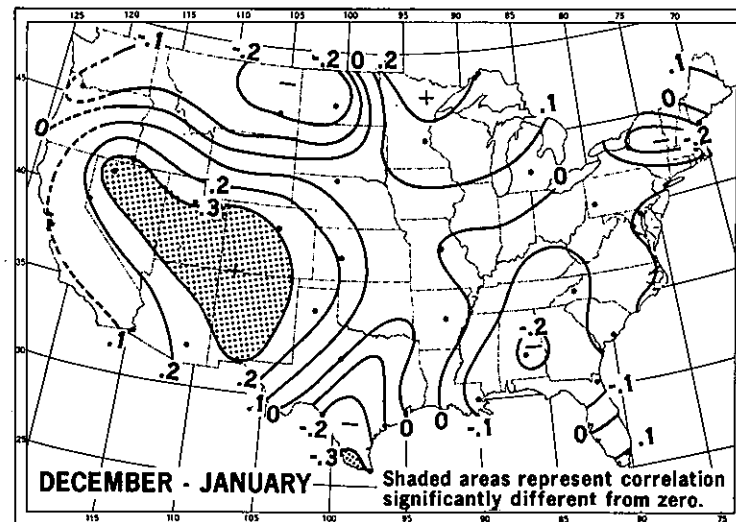 125 120 115 110 105 100 95 90 85 80 75 70
-.1 -.2 -.2 0 .2 .1
45 + 0
0 .1 -.2
40 .2 0
.3
35 +
-.2
30
.1 .2 .2 .1 0 -.2 0 0 -.1 -.1
25 -.3 0 .1
DECEMBER - JANUARY
Shaded areas represent correlation
significantly different from zero.
115 110 105 100 95 90 85 80 75